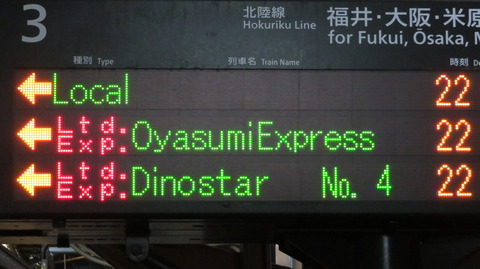 3
北陸線
Hokuriku Line
福井・大阪・米原
for Fukui, Ōsaka, M
種別 Type
列車名 Train Name
時刻 De
Local 22
Ltd. Exp. OyasumiExpress 22
Ltd. Exp. Dinostar No. 4 22